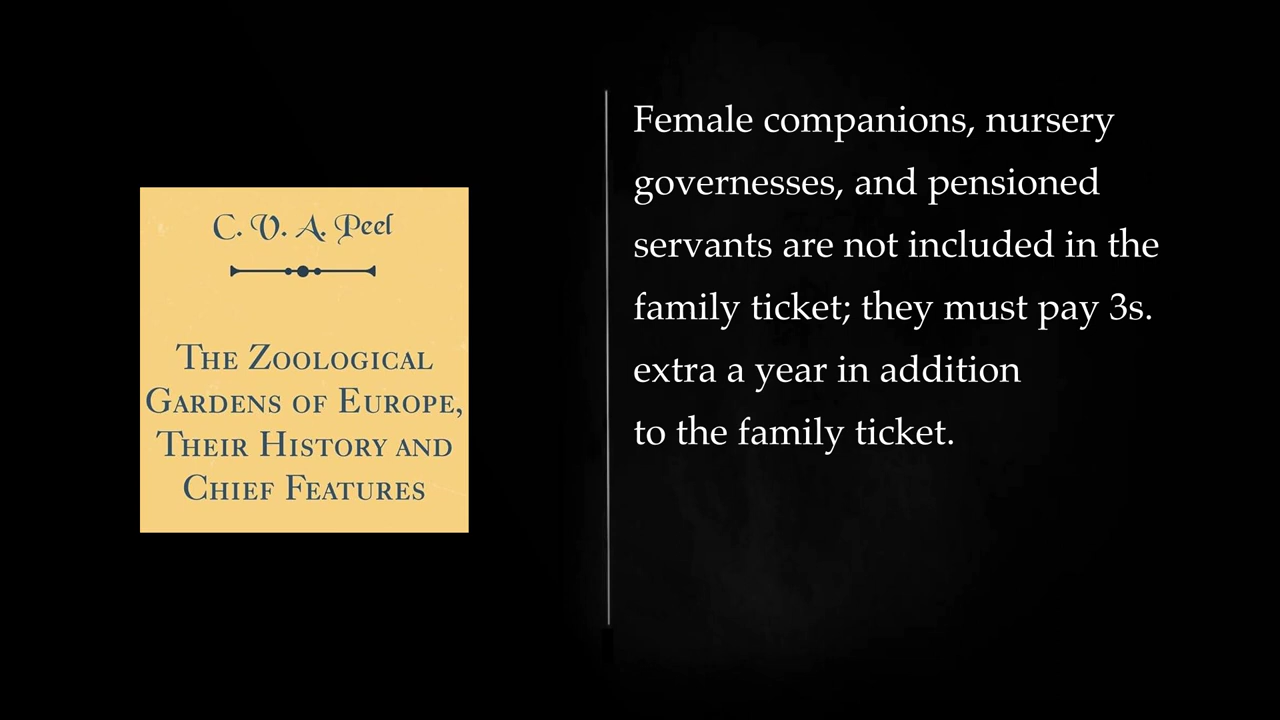 C. V. A. Peel
The Zoological
Gardens of Europe,
Their History and
Chief Features
Female companions, nursery
governesses, and pensioned
servants are not included in the
family ticket; they must pay 3s.
extra a year in addition
to the family ticket.